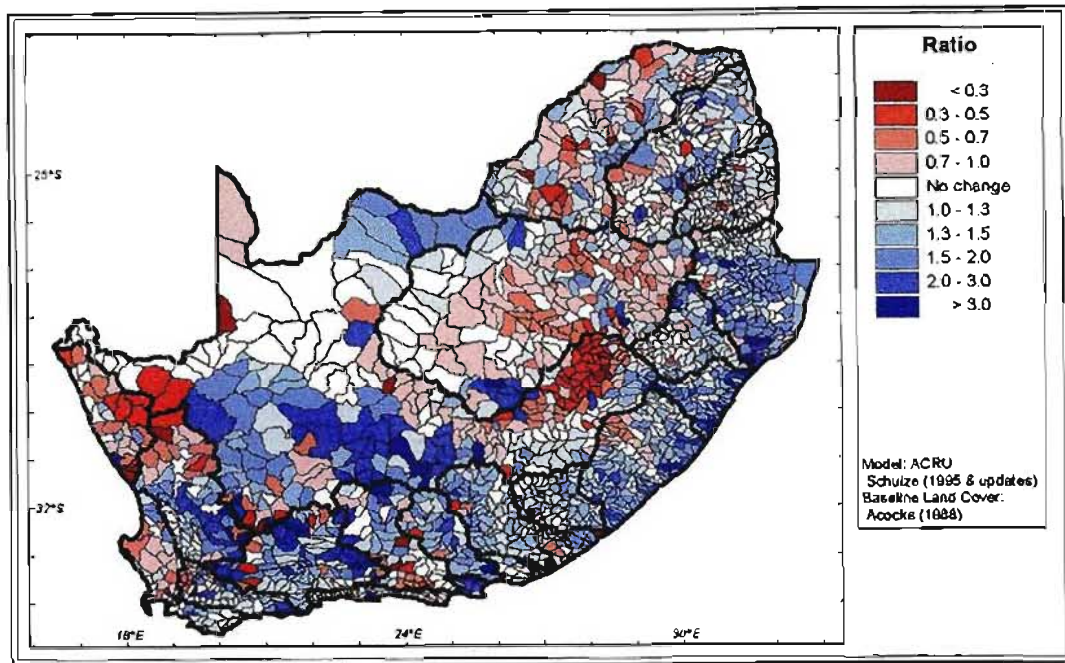 Ratio
< 0.3
0.3 - 0.5
0.5 - 0.7
0.7 - 1.0
No change
1.0 - 1.3
1.3 - 1.5
1.5 - 2.0
2.0 - 3.0
> 3.0
Model: ACRU
Schulze (1995 & updates)
Baseline Land Cover:
Acocks (1988)
18°E
24°E
30°E